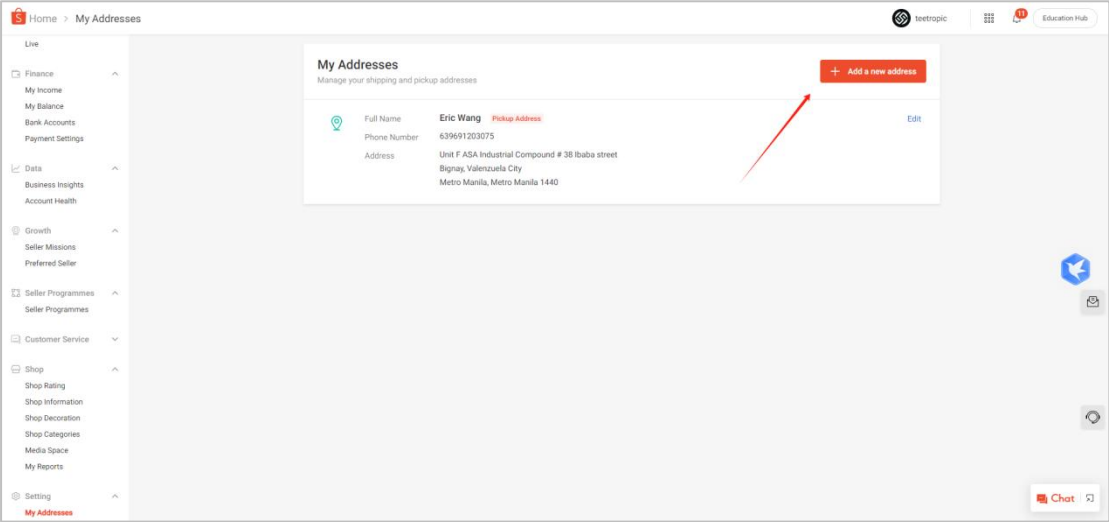 S Home > My Addresses
teetropic
11
Education Hub
Live
Finance
My Income
My Balance
Bank Accounts
Payment Settings
Data
Business Insights
Account Health
Growth
Seller Missions
Preferred Seller
Seller Programmes
Seller Programmes
Customer Service
Shop
Shop Rating
Shop Information
Shop Decoration
Shop Categories
Media Space
My Reports
Setting
My Addresses
My Addresses
Manage your shipping and pickup addresses
+ Add a new address
Full Name Eric Wang Pickup Address
Edit
Phone Number 639691203075
Address Unit F ASA Industrial Compound # 38 Ibaba street
Bignay, Valenzuela City
Metro Manila, Metro Manila 1440
Chat